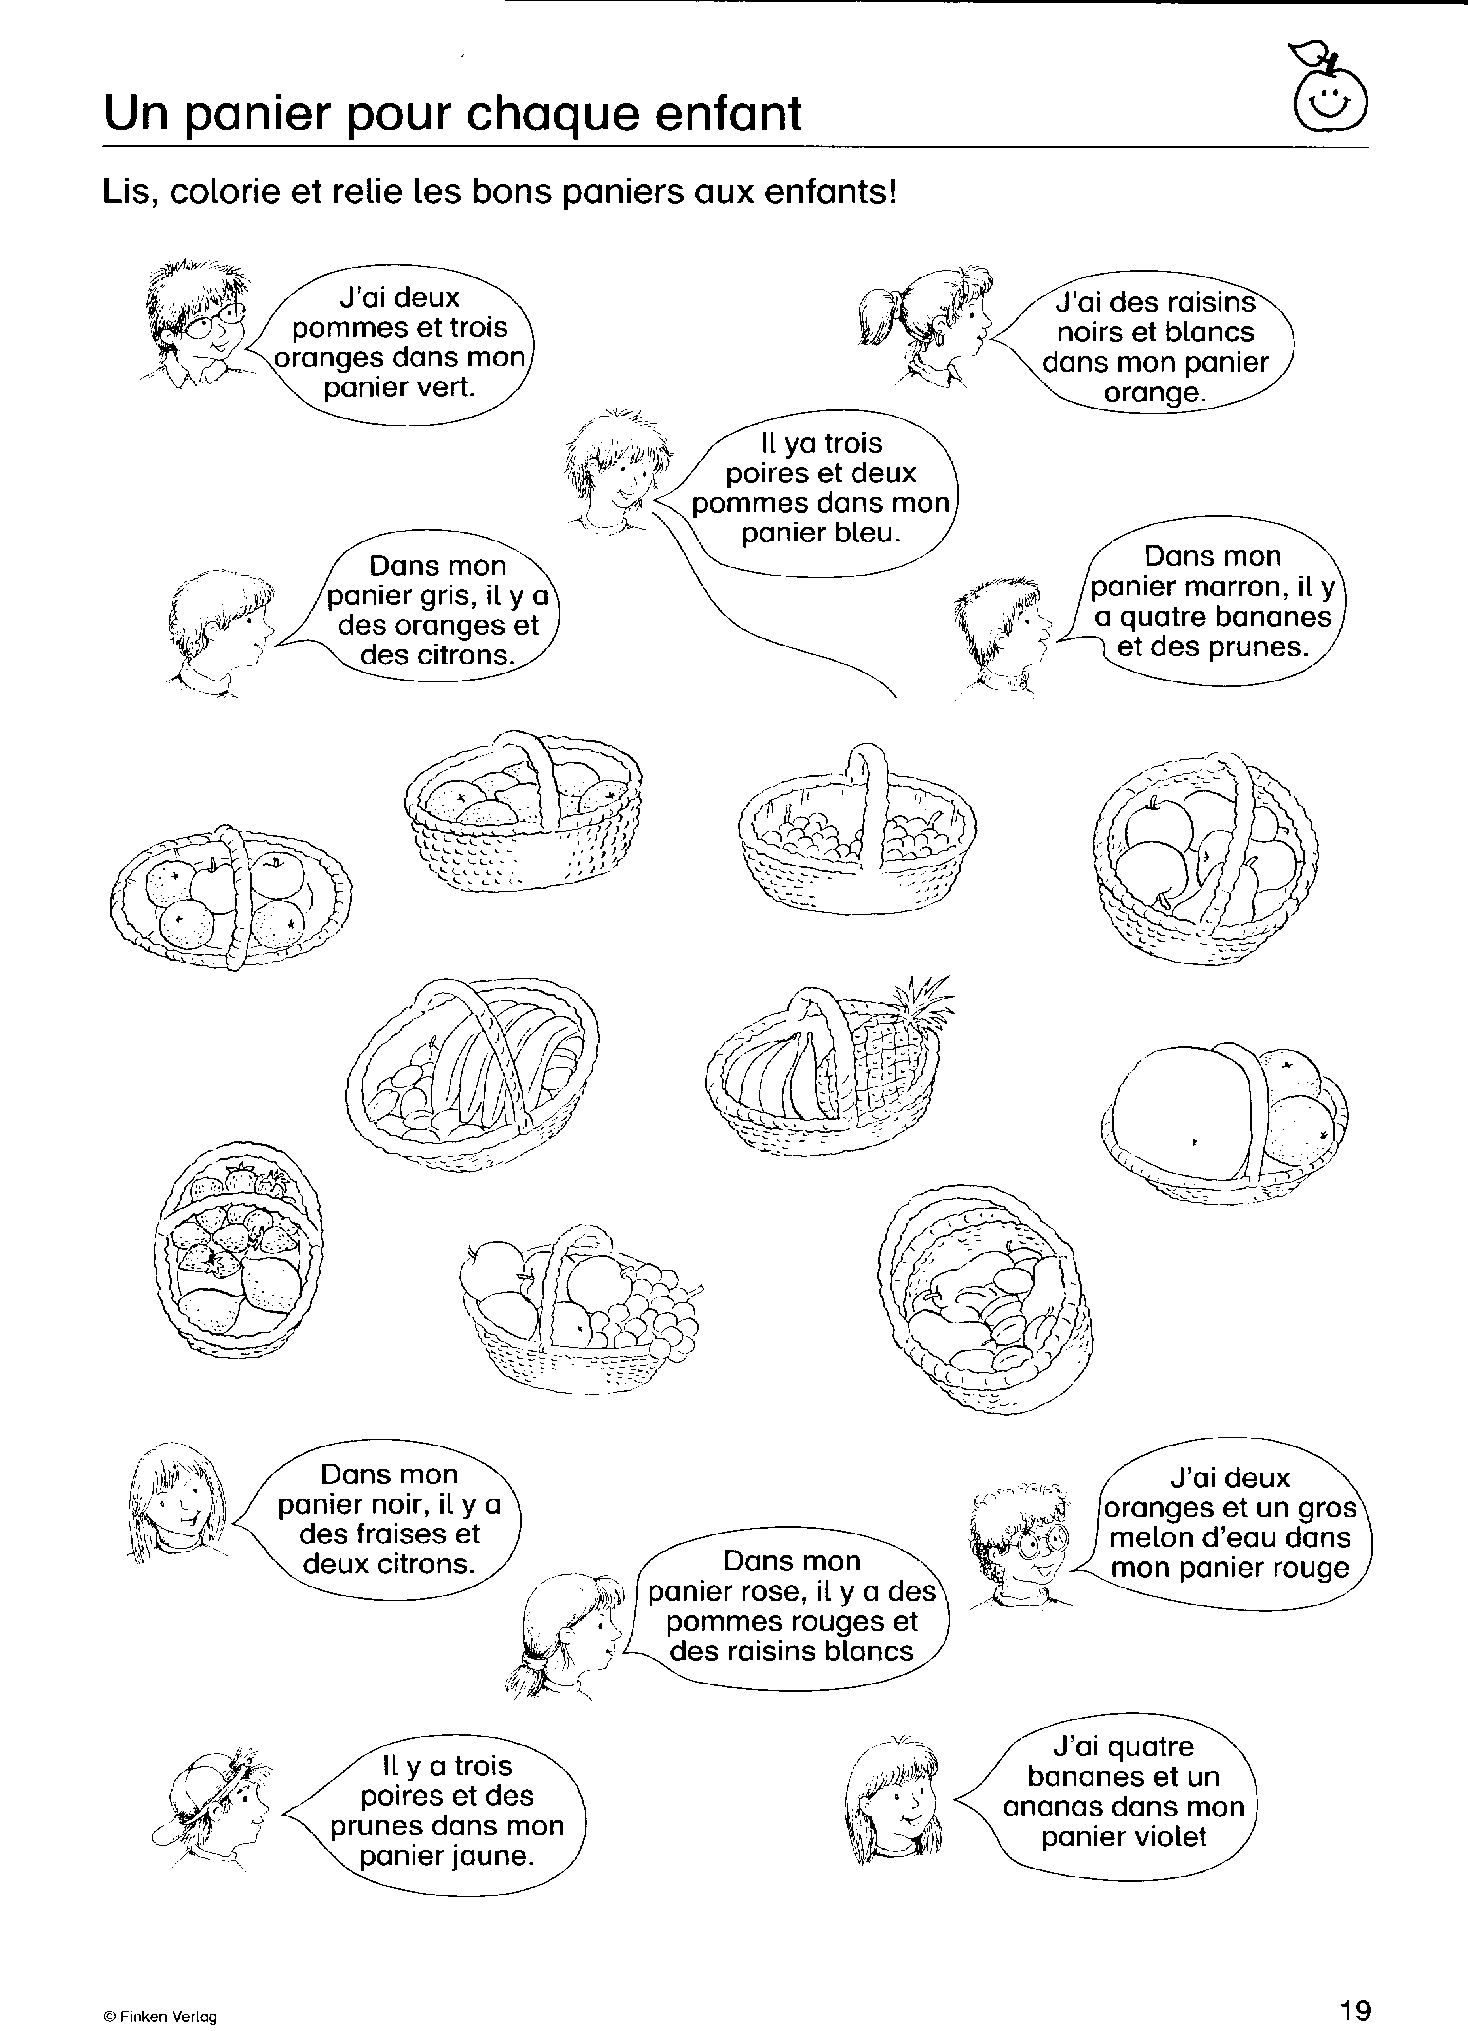 Un panier pour chaque enfant
Lis, colorie et relie les bons paniers aux enfants!
J'ai deux
pommes et trois
oranges dans mon
panier vert.
J'ai des raisins
noirs et blancs
dans mon panier
orange.
Il ya trois
poires et deux
pommes dans mon
panier bleu.
Dans mon
panier gris, il y a
des oranges et
des citrons.
Dans mon
panier marron, il y
a quatre bananes
et des prunes.
Dans mon
panier noir, il y a
des fraises et
deux citrons.
J'ai deux
oranges et un gros
melon d'eau dans
mon panier rouge
Dans mon
panier rose, il y a des
pommes rouges et
des raisins blancs
Il y a trois
poires et des
prunes dans mon
panier jaune.
J'ai quatre
bananes et un
ananas dans mon
panier violet
© Finken Verlag
19